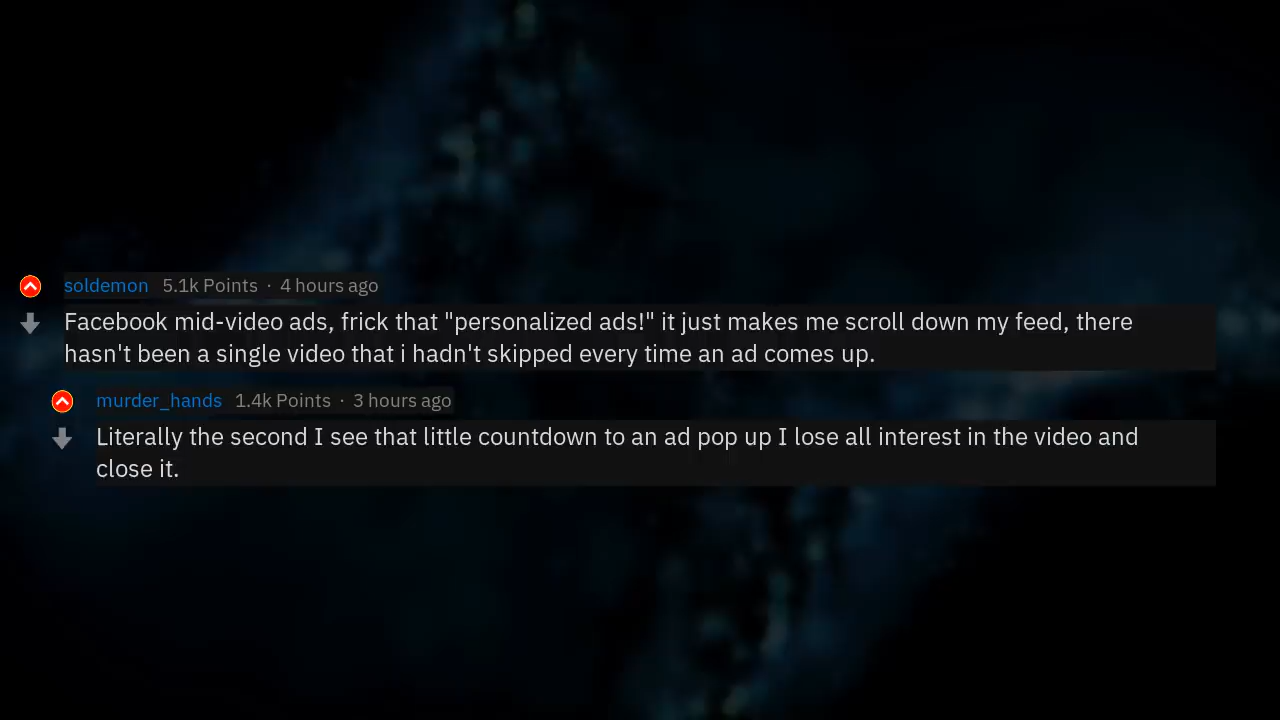 soldemon 5.1k Points · 4 hours ago
Facebook mid-video ads, frick that "personalized ads!" it just makes me scroll down my feed, there
hasn't been a single video that i hadn't skipped every time an ad comes up.
murder_hands 1.4k Points · 3 hours ago
Literally the second I see that little countdown to an ad pop up I lose all interest in the video and
close it.